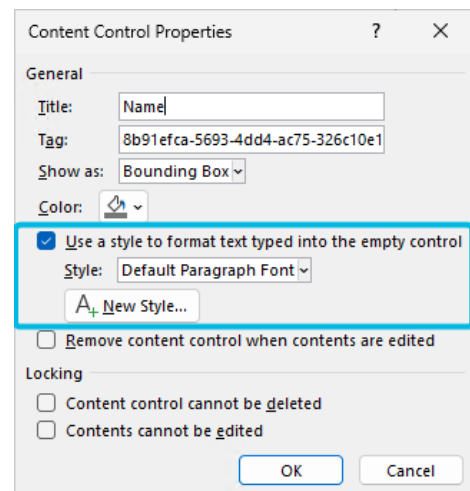 Content Control Properties ?
General
Title: Name
Tag: 8b91efca-5693-4dd4-ac75-326c10e1
Show as: Bounding Box
Color:
Use a style to format text typed into the empty control
Style: Default Paragraph Font
A+ New Style...
Remove content control when contents are edited
Locking
Content control cannot be deleted
Contents cannot be edited
OK Cancel